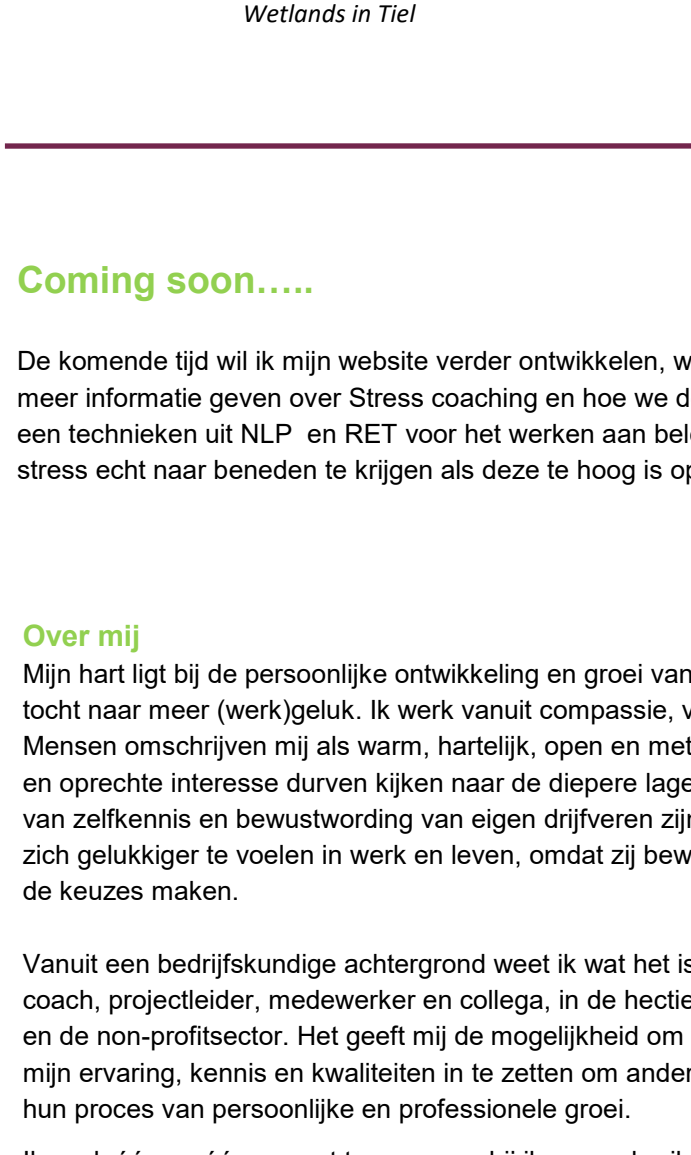 Wetlands in Tiel
Coming soon…..
De komende tijd wil ik mijn website verder ontwikkelen,
meer informatie geven over Stress coaching en hoe we
een technieken uit NLP en RET voor het werken aan
stress echt naar beneden te krijgen als deze te hoog is
Over mij
Mijn hart ligt bij de persoonlijke ontwikkeling en groei van
tocht naar meer (werk)geluk. Ik werk vanuit compassie,
Mensen omschrijven mij als warm, hartelijk, open en met
en oprechte interesse durven kijken naar de diepere
van zelfkennis en bewustwording van eigen drijfveren
zich gelukkiger te voelen in werk en leven, omdat zij
de keuzes maken.
Vanuit een bedrijfskundige achtergrond weet ik wat het is
coach, projectleider, medewerker en collega, in de
en de non-profitsector. Het geeft mij de mogelijkheid om
mijn ervaring, kennis en kwaliteiten in te zetten om
hun proces van persoonlijke en professionele groei.